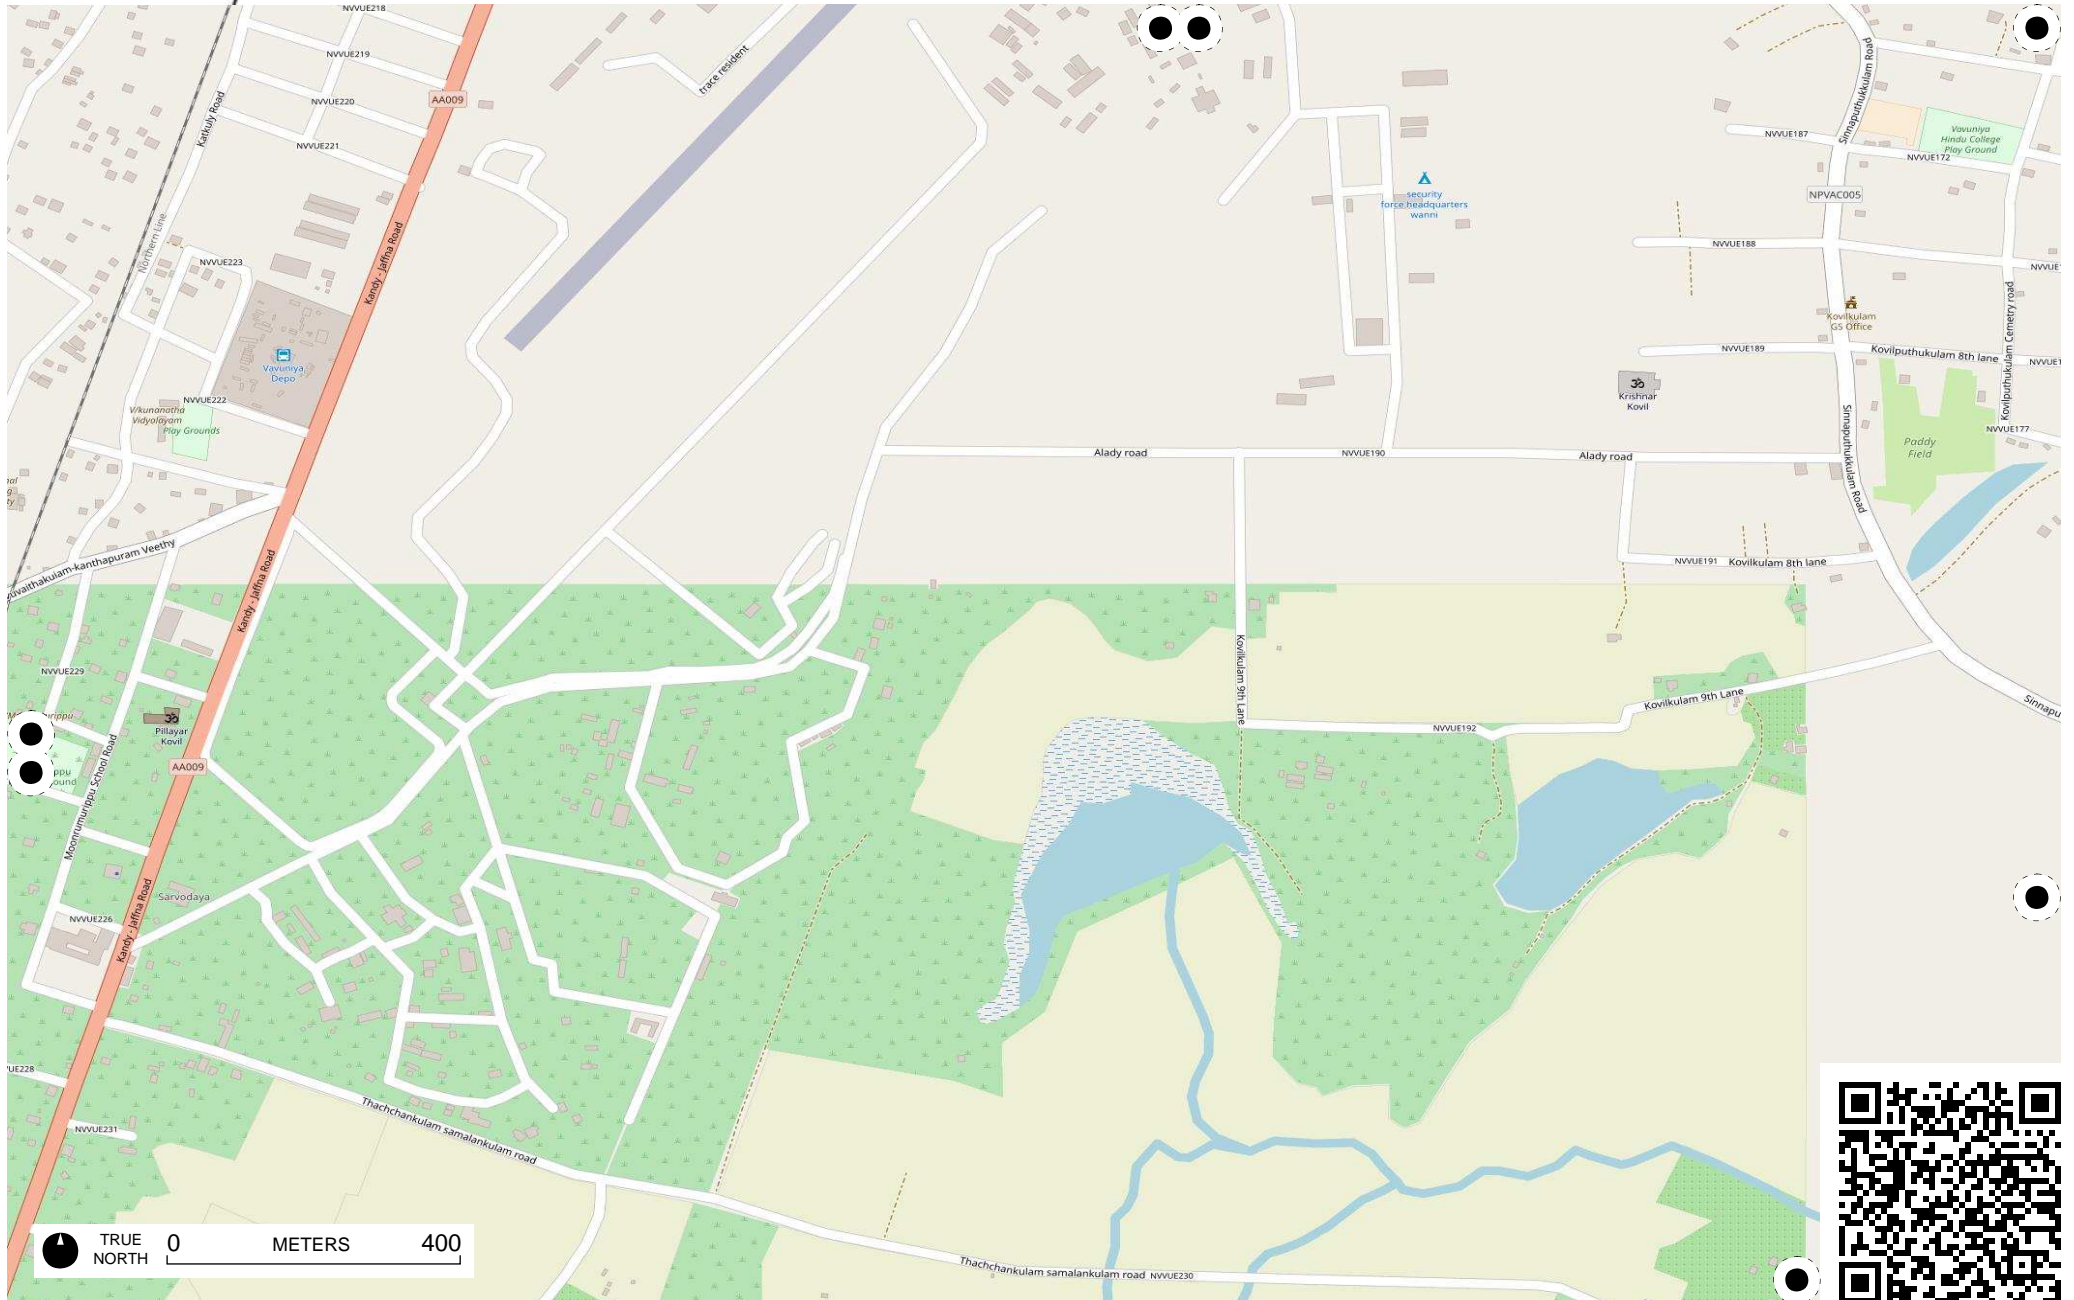 NVVUE218
NVVUE219
trace resident
Sinnaputhukkulam Road
AA009
NVVUE220
Katkuly Road
NVVUE221
NVVUE187
Vavuniya
Hindu College
Play Ground
NVVUE172
security
force headquarters
wanni
NPVAC005
Northern Line
Kandy - Jaffna Road
NVVUE188
NVVUE223
Kovilkulam
GS Office
Kovilputhukulam Cemetry road
NVVUE189
Kovilputhukulam 8th lane
Vavuniya
Depo
Krishnar
Kovil
NVVUE222
V/kunanatha
Vidyalayam
Play Grounds
NVVUE177
Sinnaputhukkulam Road
Paddy
Field
Alady road
NVVUE190
Alady road
NVVUE191
Kovilkulam 8th lane
Kandy - Jaffna Road
NVVUE229
Kovilkulam 9th Lane
Kovilkulam 9th Lane
NVVUE192
Pillayar
Kovil
AA009
Moonrumurippu School Road
Sarvodaya
NVVUE226
Kandy - Jaffna Road
NVVUE231
Thachchankulam samalankulam road
Thachchankulam samalankulam road
NVVUE230
TRUE
NORTH
0 METERS 400